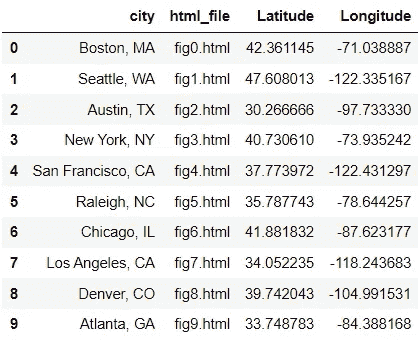 city html_file Latitude Longitude
0 Boston, MA fig0.html 42.361145 -71.038887
1 Seattle, WA fig1.html 47.608013 -122.335167
2 Austin, TX fig2.html 30.266666 -97.733330
3 New York, NY fig3.html 40.730610 -73.935242
4 San Francisco, CA fig4.html 37.773972 -122.431297
5 Raleigh, NC fig5.html 35.787743 -78.644257
6 Chicago, IL fig6.html 41.881832 -87.623177
7 Los Angeles, CA fig7.html 34.052235 -118.243683
8 Denver, CO fig8.html 39.742043 -104.991531
9 Atlanta, GA fig9.html 33.748783 -84.388168